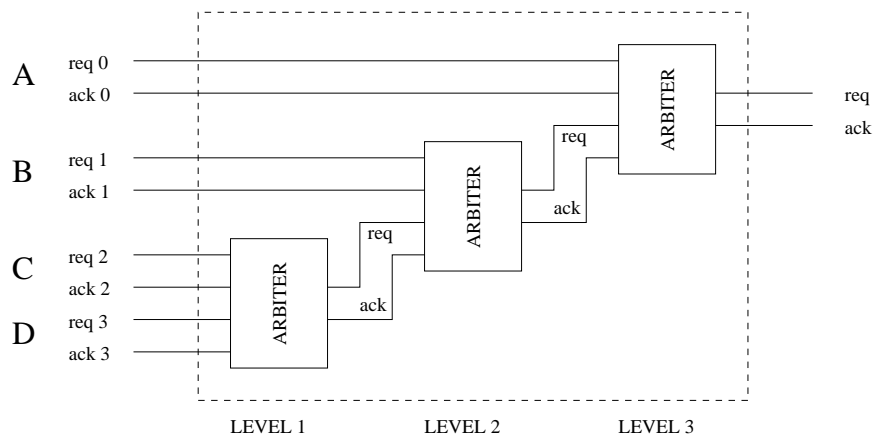 A
req 0
ack 0
ARBITER
req
ack
B
req 1
ack 1
ARBITER
req
ack
C
req 2
ack 2
D
req 3
ack 3
ARBITER
req
ack
LEVEL 1
LEVEL 2
LEVEL 3